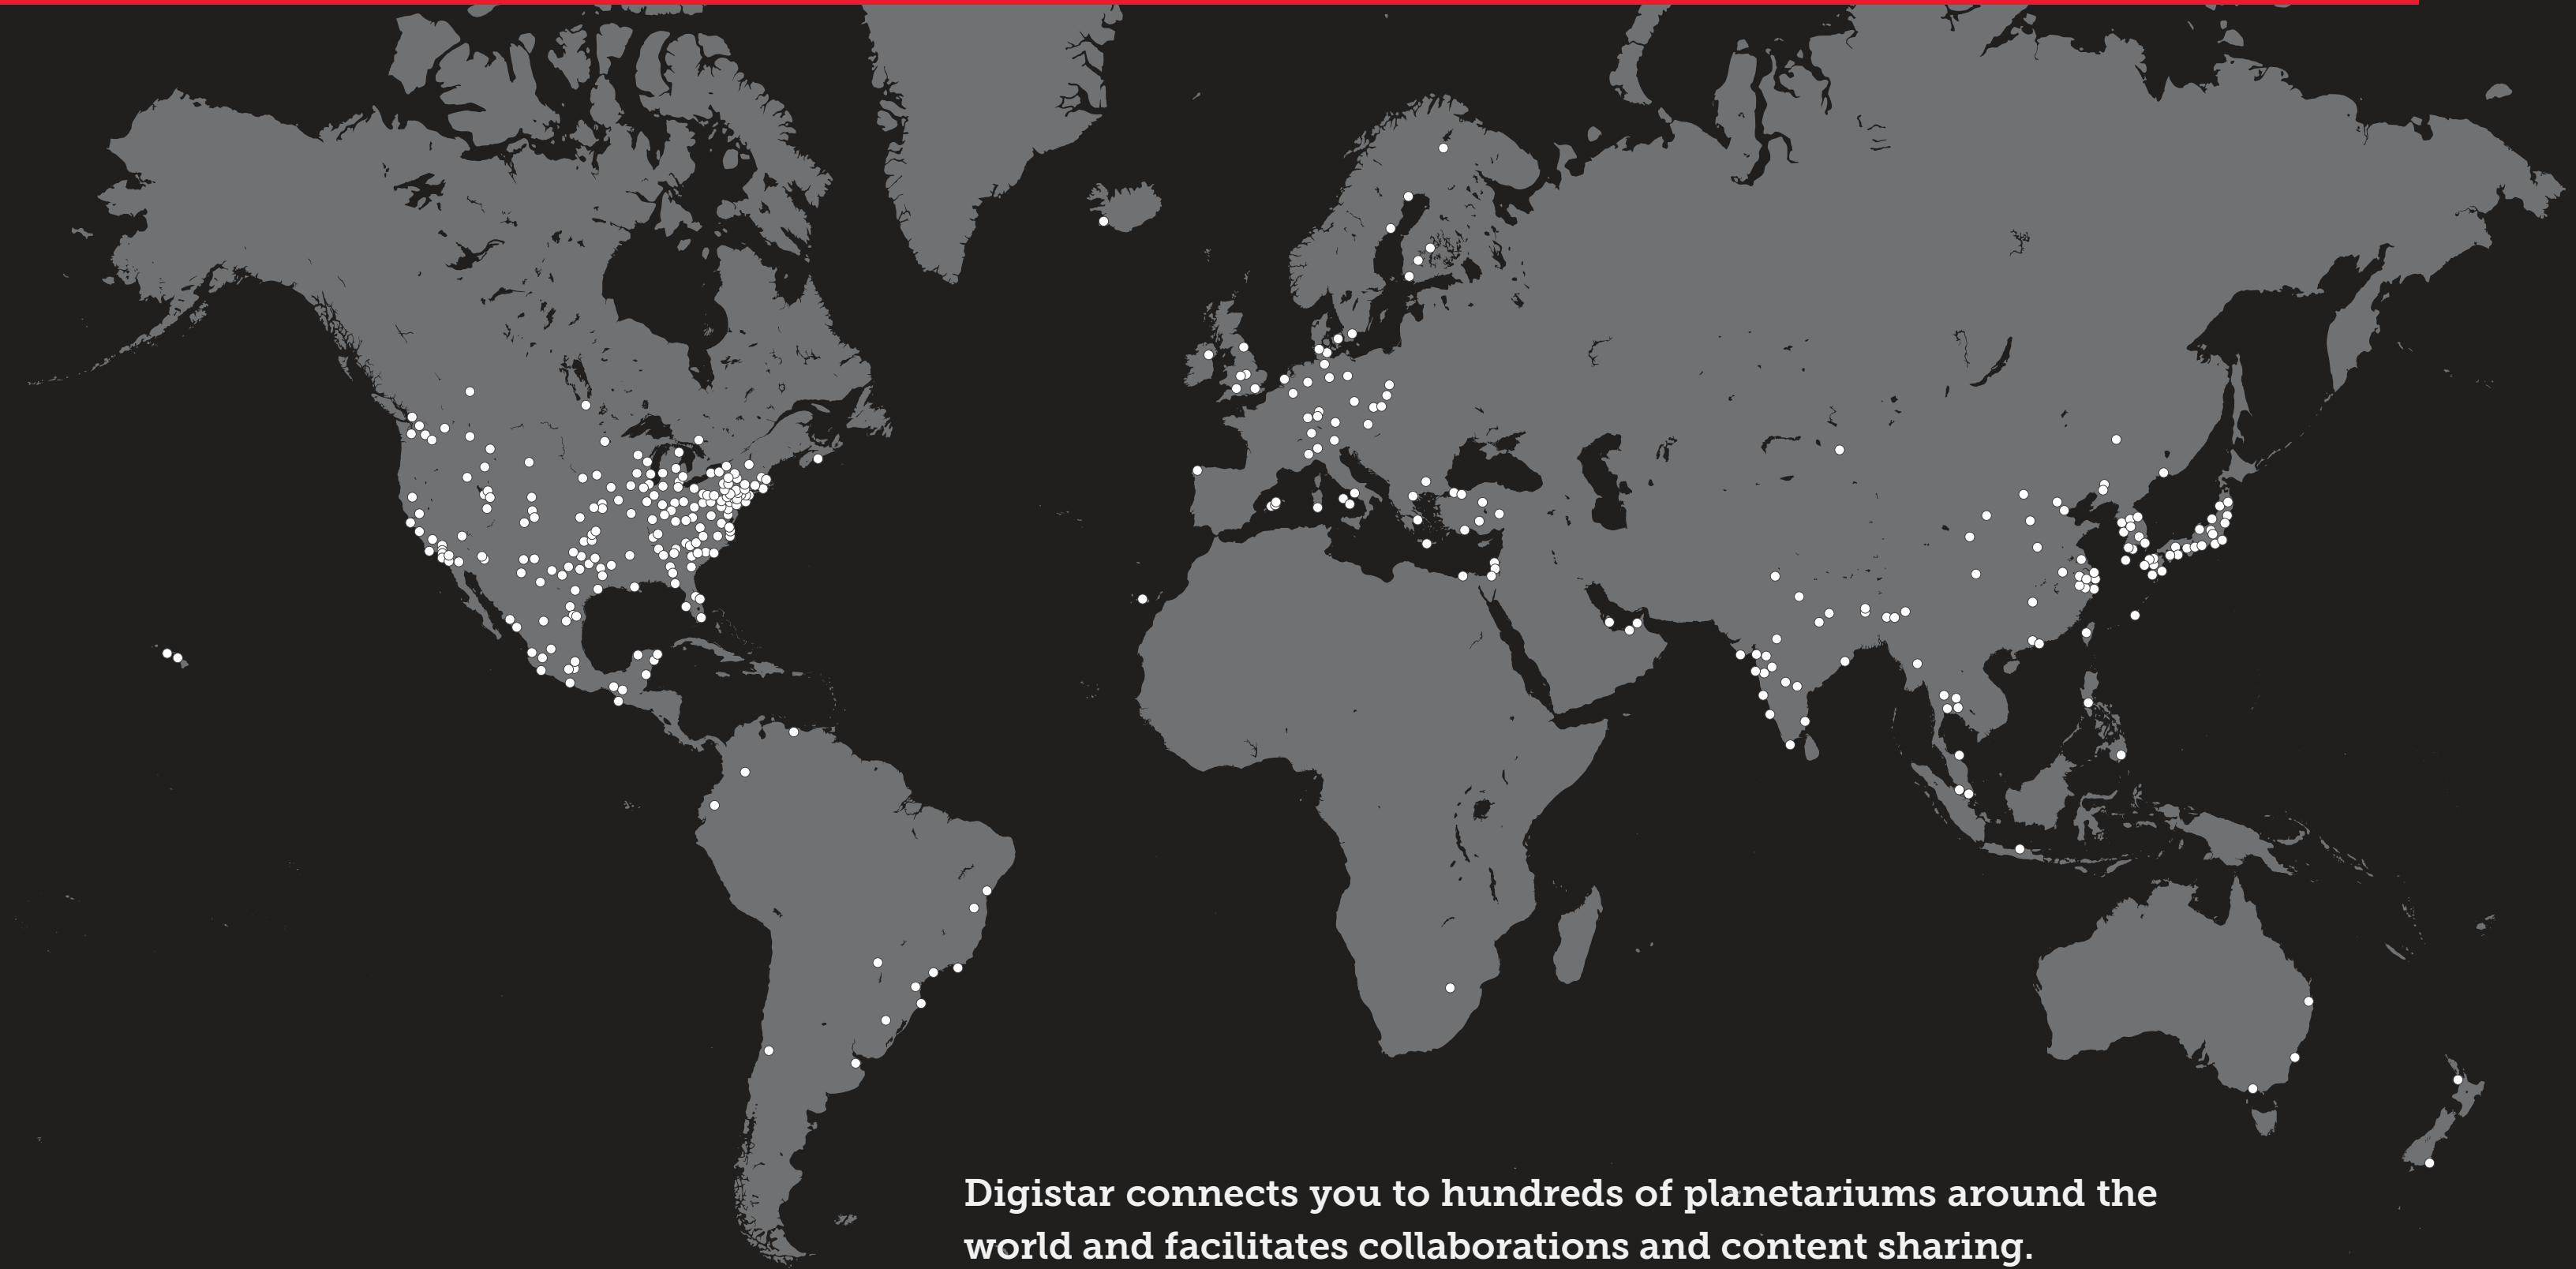 Digistar connects you to hundreds of planetariums around the
world and facilitates collaborations and content sharing.